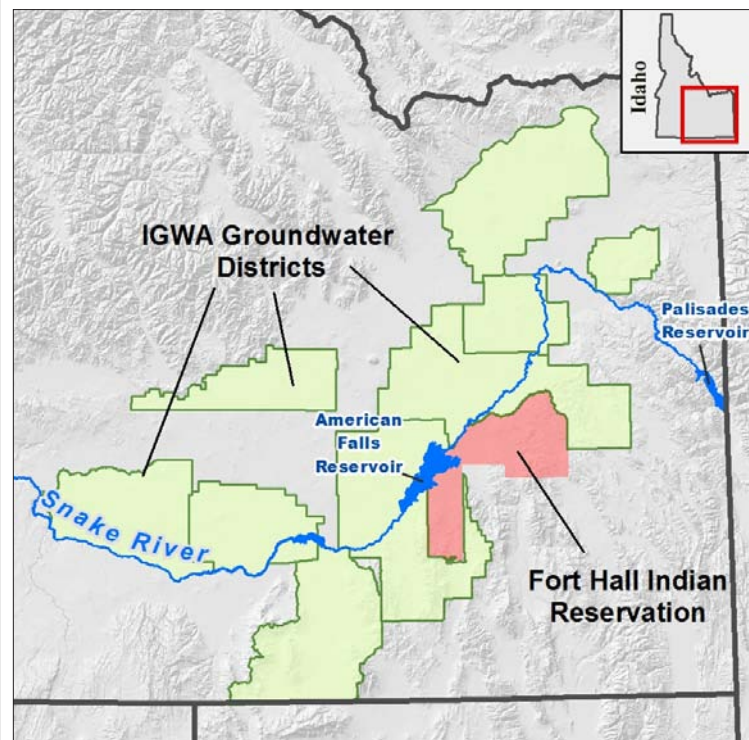 Idaho
IGWA Groundwater
Districts
Palisades
Reservoir
American
Falls
Reservoir
Snake River
Fort Hall Indian
Reservation